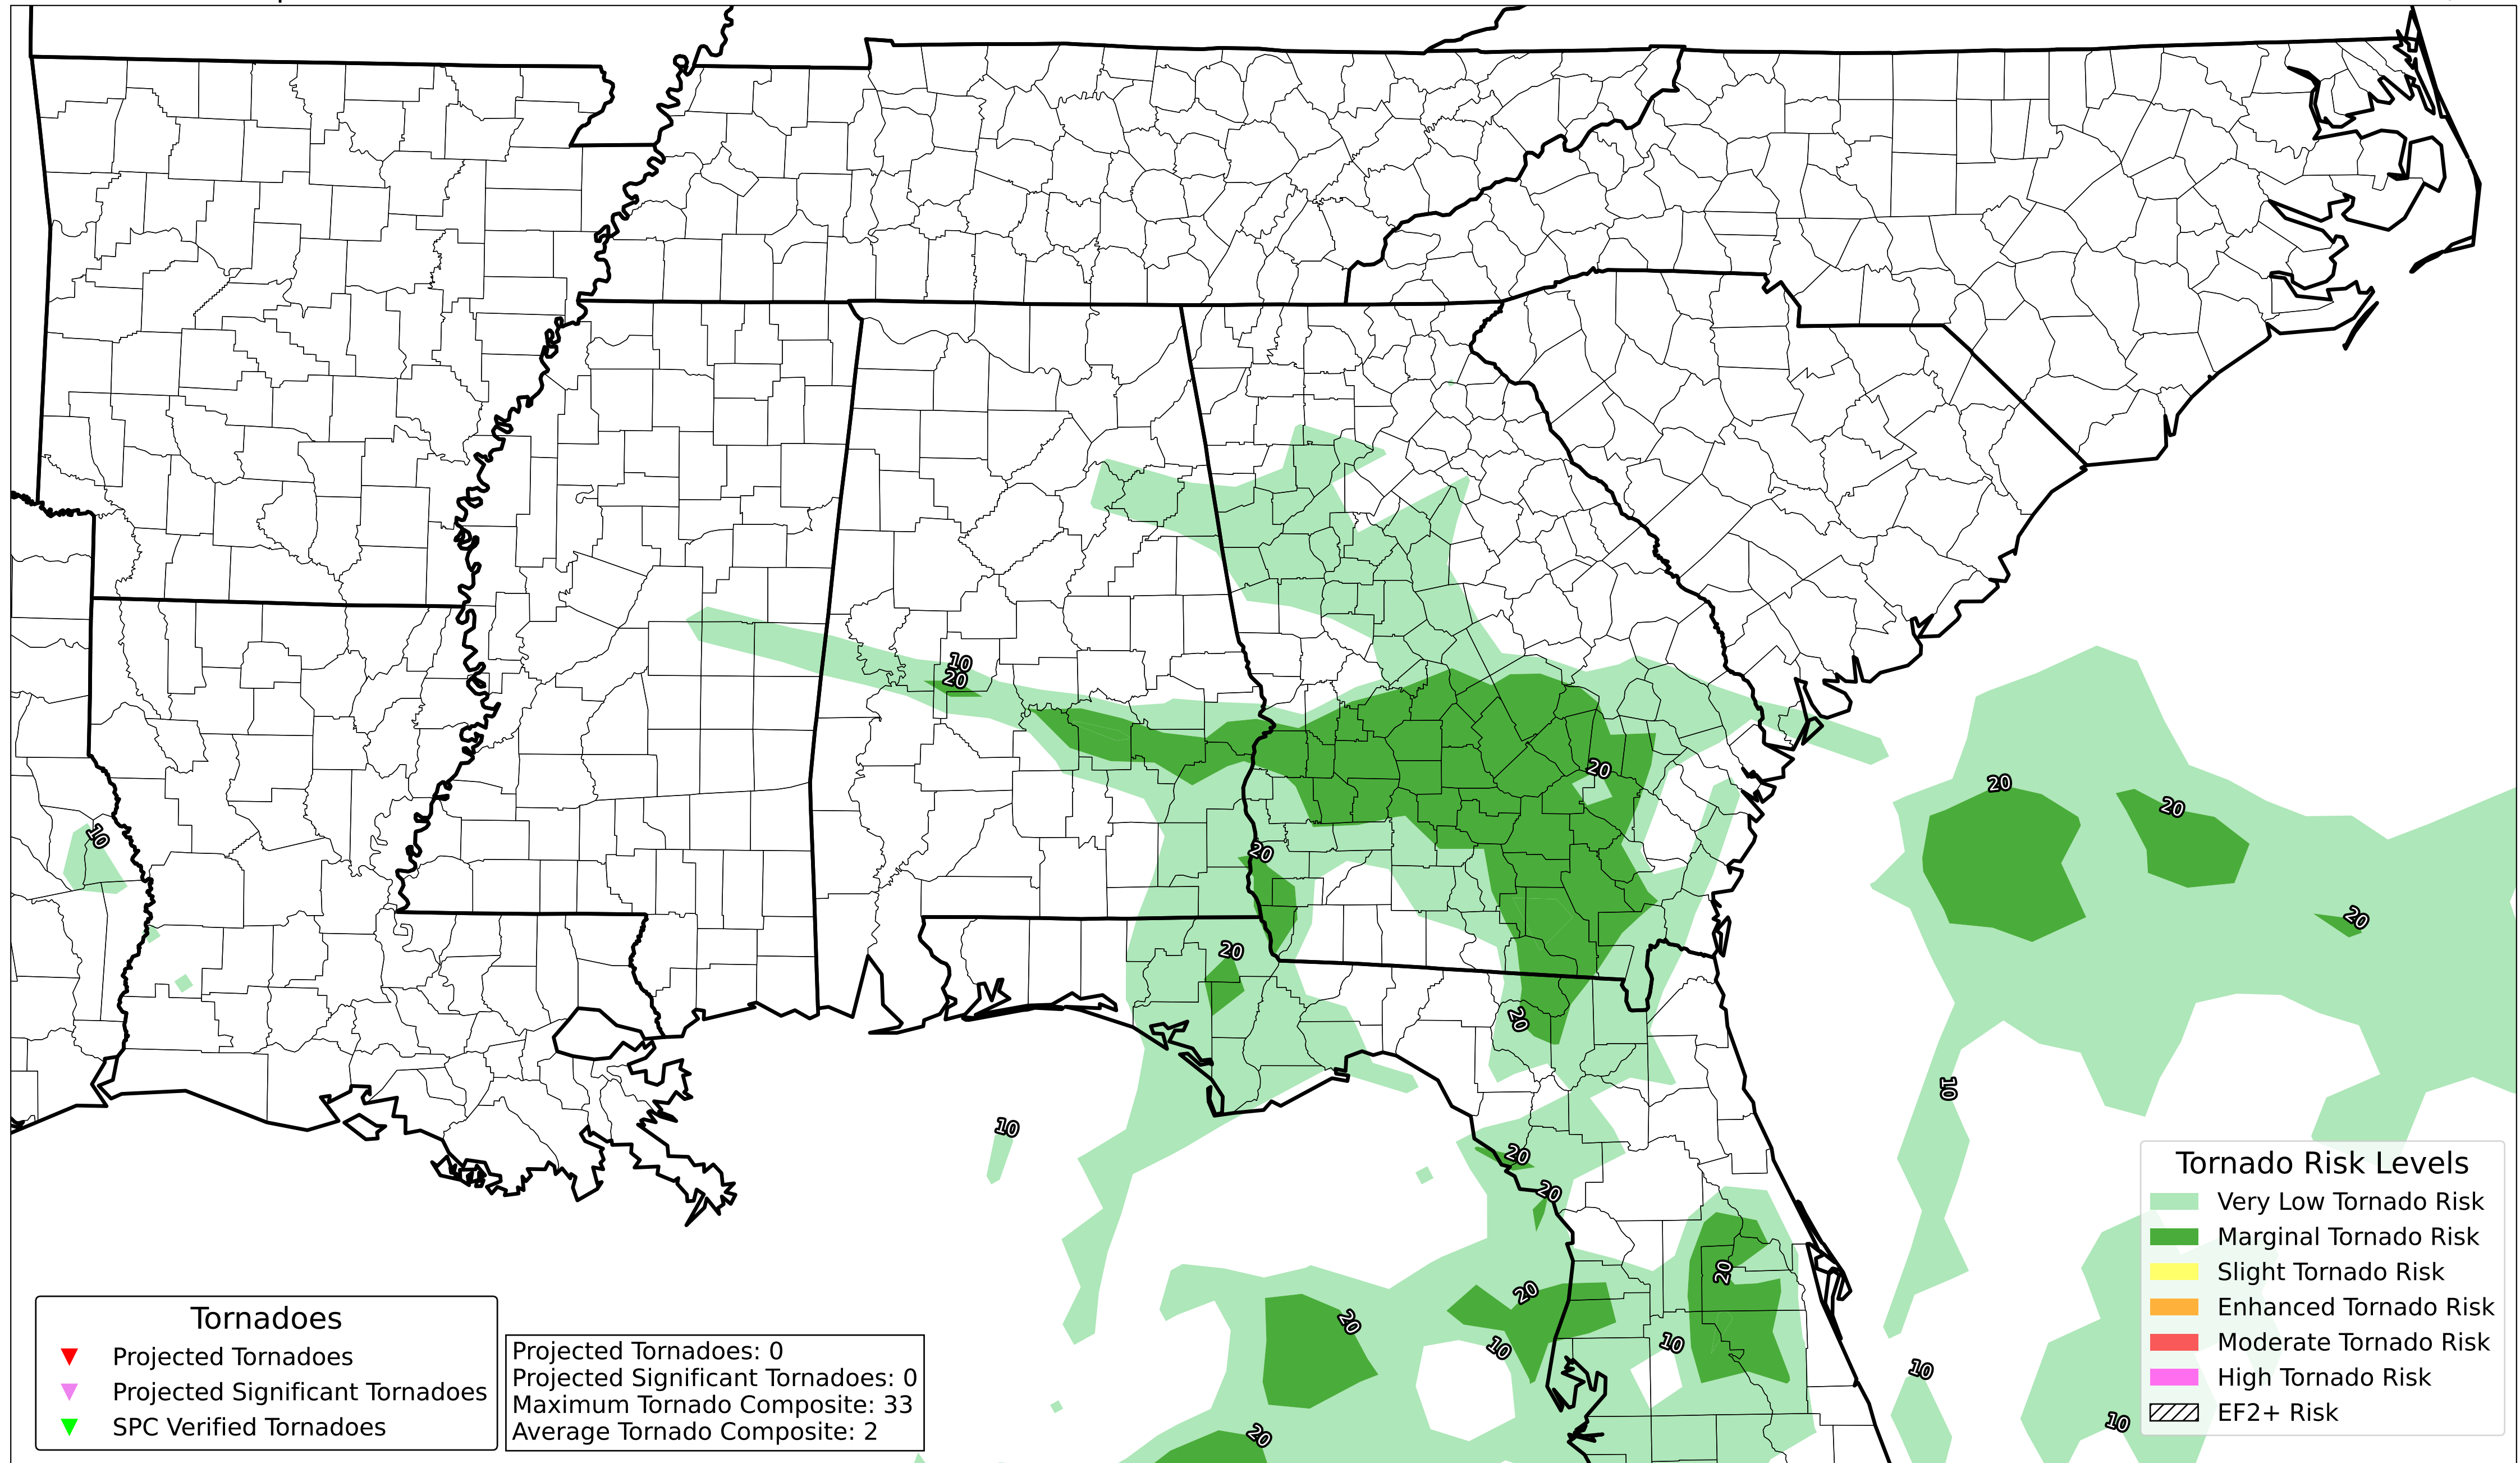 10
20
20
20
20
10
20
20
20
20
10
10
20
20
20
20
20
10
10
10
20
10
Tornado Risk Levels
Very Low Tornado Risk
Marginal Tornado Risk
Slight Tornado Risk
Enhanced Tornado Risk
Moderate Tornado Risk
High Tornado Risk
EF2+ Risk
Tornadoes
Projected Tornadoes
Projected Significant Tornadoes
SPC Verified Tornadoes
Projected Tornadoes: 0
Projected Significant Tornadoes: 0
Maximum Tornado Composite: 33
Average Tornado Composite: 2